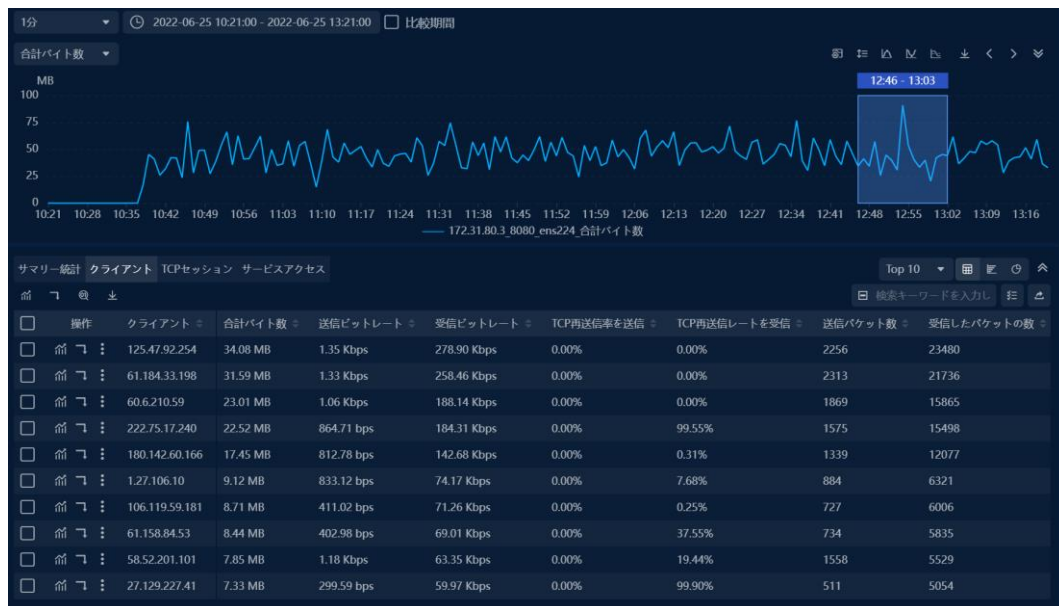 1分 2022-06-25 10:21:00 - 2022-06-25 13:21:00 比較期間
合計バイト数
MB
12:46 - 13:03
100
75
50
25
0
10:21 10:28 10:35 10:42 10:49 10:56 11:03 11:10 11:17 11:24 11:31 11:38 11:45 11:52 11:59 12:06 12:13 12:20 12:27 12:34 12:41 12:48 12:55 13:02 13:09 13:16
172.31.80.3_8080_ens224_合計バイト数
サマリー統計 クライアント TCPセッション サービスアクセス Top 10
検索キーワードを入力し
操作 クライアント 合計バイト数 送信ビットレート 受信ビットレート TCP再送信率を送信 TCP再送信レートを受信 送信パケット数 受信したパケットの数
125.47.92.254 34.08 MB 1.35 Kbps 278.90 Kbps 0.00% 0.00% 2256 23480
61.184.33.198 31.59 MB 1.33 Kbps 258.46 Kbps 0.00% 0.00% 2313 21736
60.6.210.59 23.01 MB 1.06 Kbps 188.14 Kbps 0.00% 0.00% 1869 15865
222.75.17.240 22.52 MB 864.71 bps 184.31 Kbps 0.00% 99.55% 1575 15498
180.142.60.166 17.45 MB 812.78 bps 142.68 Kbps 0.00% 0.31% 1339 12077
1.27.106.10 9.12 MB 833.12 bps 74.17 Kbps 0.00% 7.68% 884 6321
106.119.59.181 8.71 MB 411.02 bps 71.26 Kbps 0.00% 0.25% 727 6006
61.158.84.53 8.44 MB 402.98 bps 69.01 Kbps 0.00% 37.55% 734 5835
58.52.201.101 7.85 MB 1.18 Kbps 63.35 Kbps 0.00% 19.44% 1558 5529
27.129.227.41 7.33 MB 299.59 bps 59.97 Kbps 0.00% 99.90% 511 5054